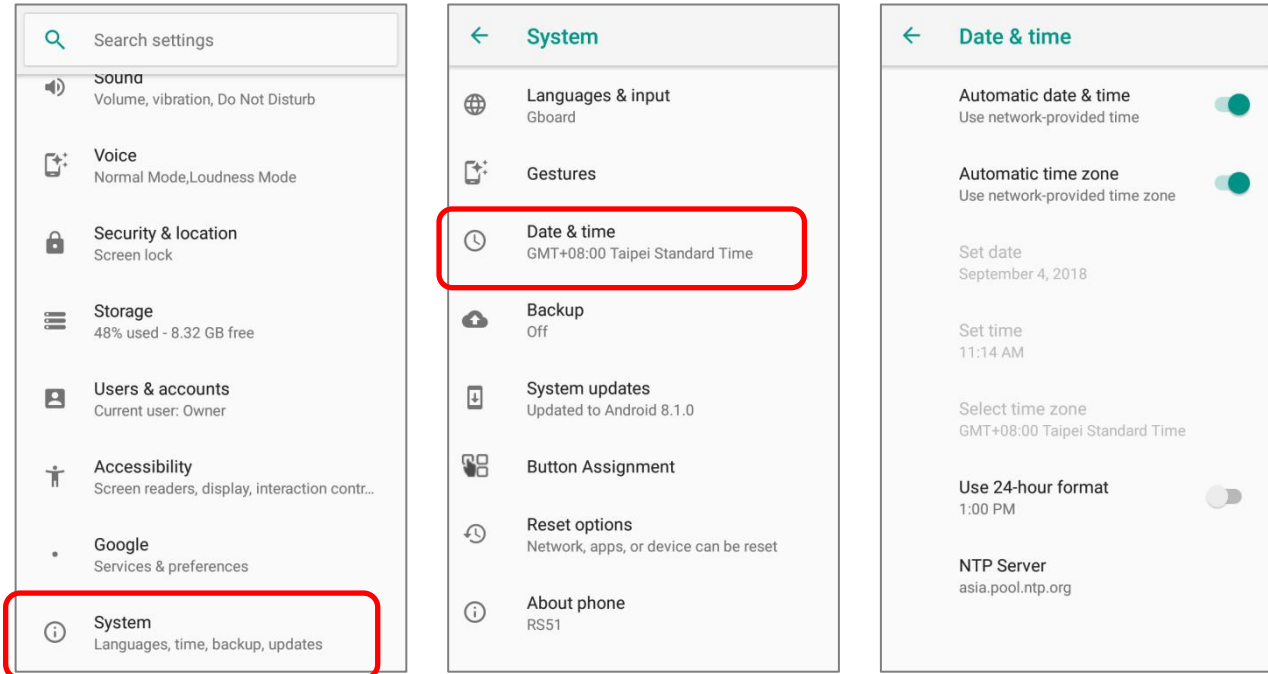 Search settings
Sound
Volume, vibration, Do Not Disturb
Voice
Normal Mode,Loudness Mode
Security & location
Screen lock
Storage
48% used - 8.32 GB free
Users & accounts
Current user: Owner
Accessibility
Screen readers, display, interaction contr...
Google
Services & preferences
System
Languages, time, backup, updates
System
Languages & input
Gboard
Gestures
Date & time
GMT+08:00 Taipei Standard Time
Backup
Off
System updates
Updated to Android 8.1.0
Button Assignment
Reset options
Network, apps, or device can be reset
About phone
RS51
Date & time
Automatic date & time
Use network-provided time
Automatic time zone
Use network-provided time zone
Set date
September 4, 2018
Set time
11:14 AM
Select time zone
GMT+08:00 Taipei Standard Time
Use 24-hour format
1:00 PM
NTP Server
asia.pool.ntp.org